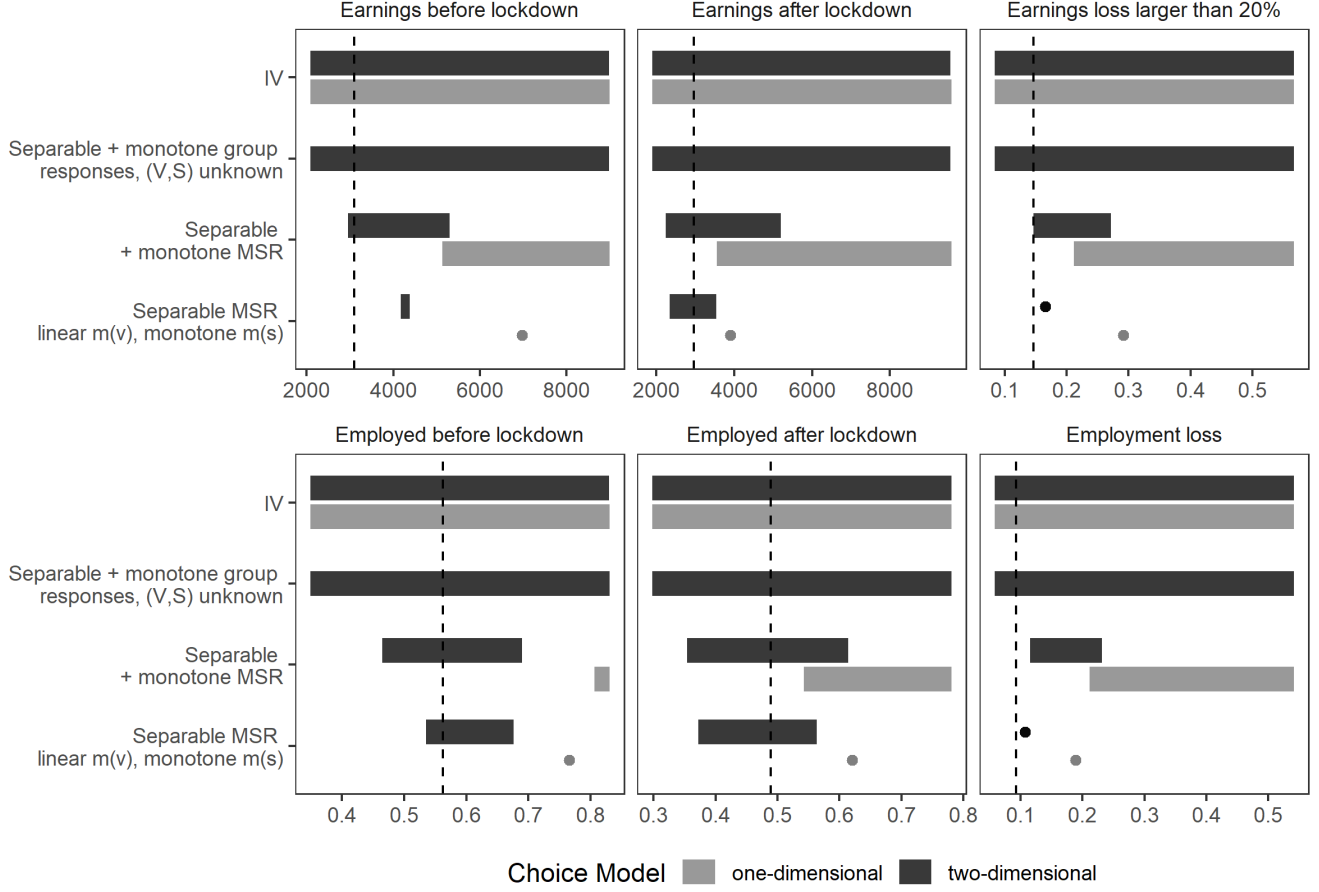 Earnings before lockdown
Earnings after lockdown
Earnings loss larger than 20%
IV
Separable + monotone group
responses, (V,S) unknown
Separable
+ monotone MSR
Separable MSR
linear m(v), monotone m(s)
2000 4000 6000 8000
2000 4000 6000 8000
0.1 0.2 0.3 0.4 0.5
Employed before lockdown
Employed after lockdown
Employment loss
IV
Separable + monotone group
responses, (V,S) unknown
Separable
+ monotone MSR
Separable MSR
linear m(v), monotone m(s)
0.4 0.5 0.6 0.7 0.8
0.3 0.4 0.5 0.6 0.7 0.8
0.1 0.2 0.3 0.4 0.5
Choice Model one-dimensional two-dimensional